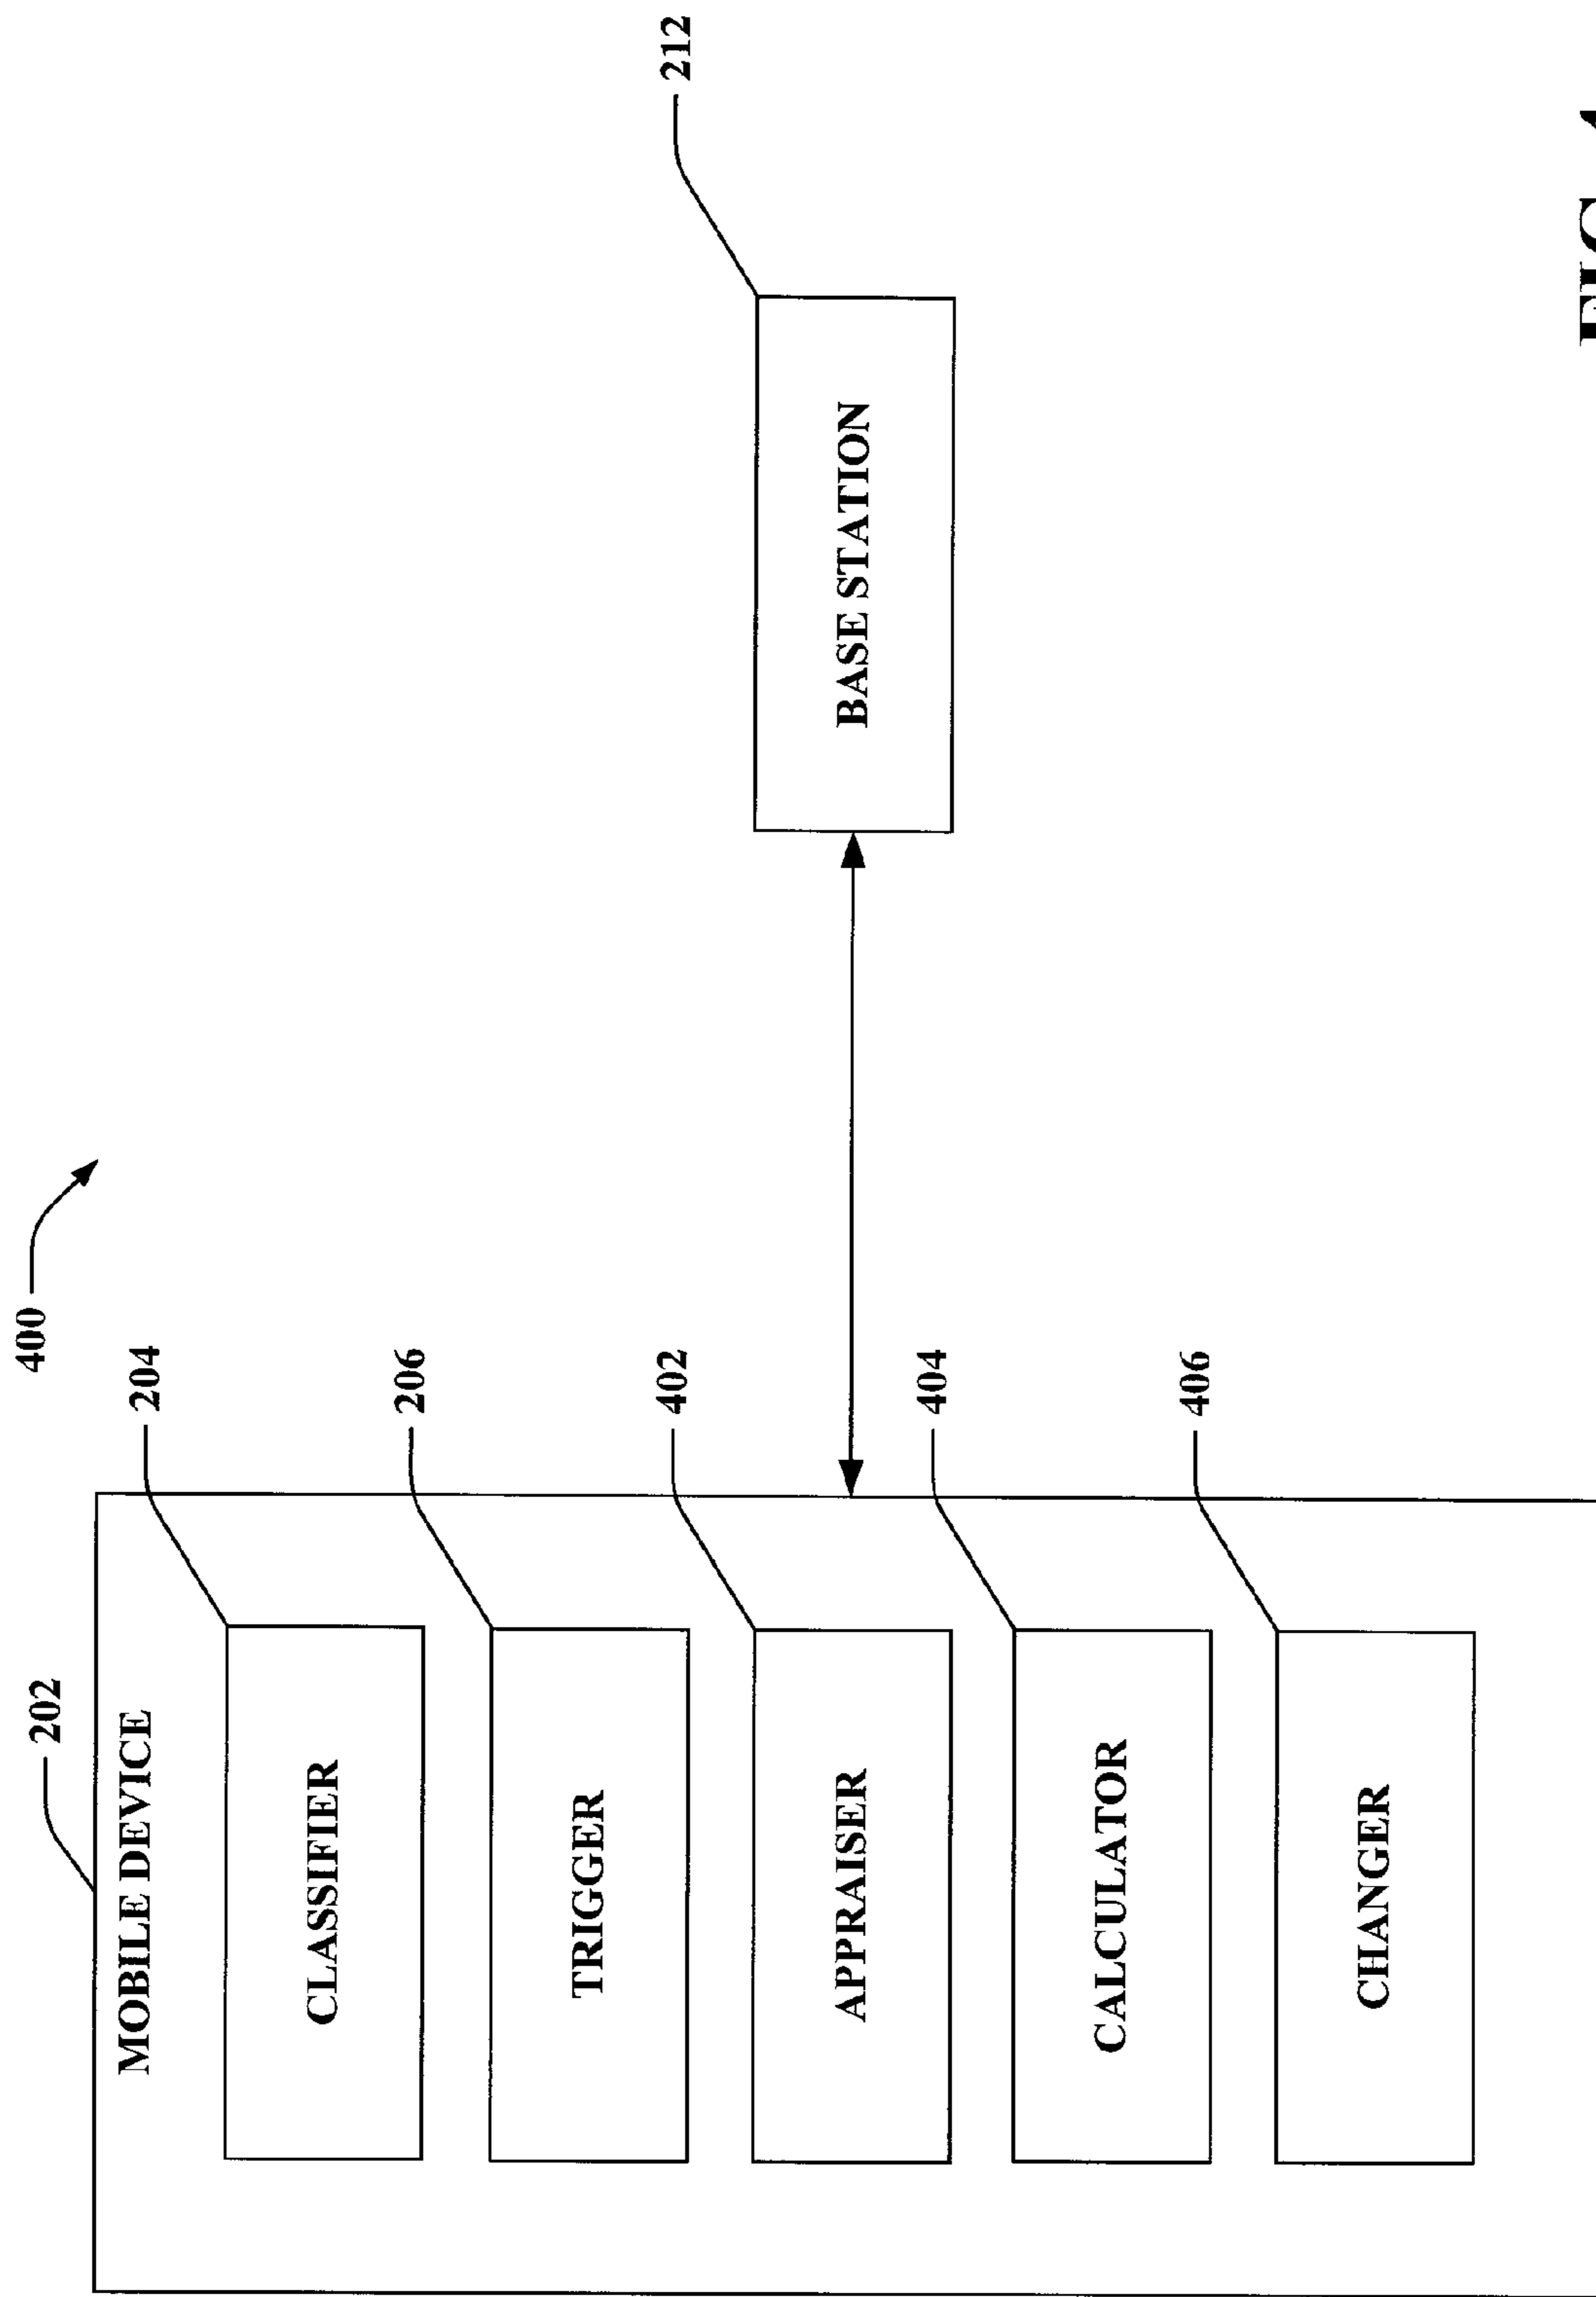 400
202
MOBILE DEVICE
204
CLASSIFIER
206
TRIGGER
402
APPRAISER
404
CALCULATOR
406
CHANGER
212
BASE STATION